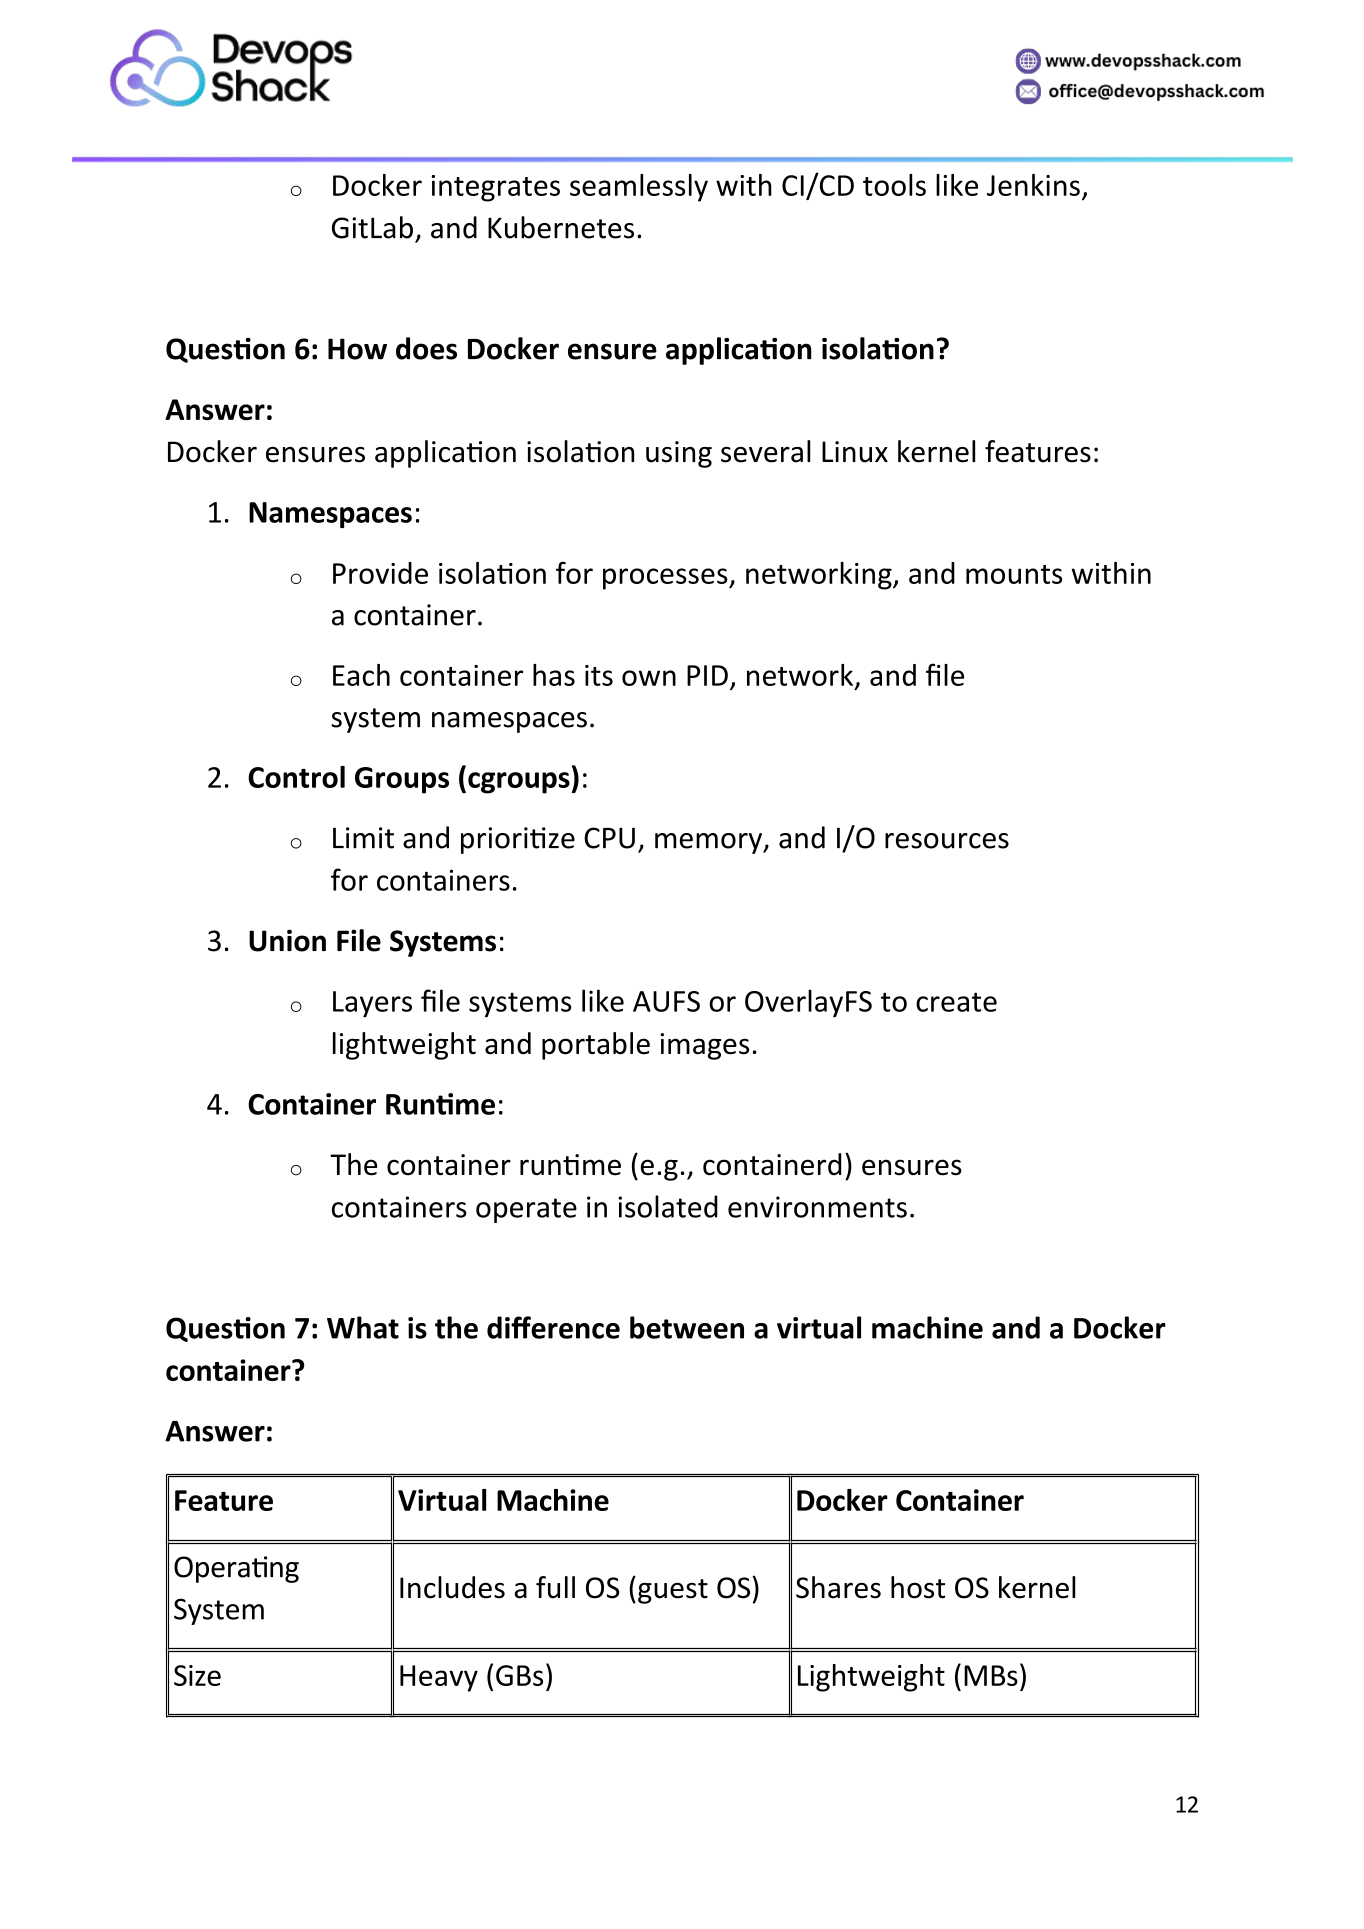 Devops
Shack
www.devopsshack.com
office@devopsshack.com
o Docker integrates seamlessly with CI/CD tools like Jenkins,
GitLab, and Kubernetes.
Question 6: How does Docker ensure application isolation?
Answer:
Docker ensures application isolation using several Linux kernel features:
1. Namespaces:
o Provide isolation for processes, networking, and mounts within
a container.
o Each container has its own PID, network, and file
system namespaces.
2. Control Groups (cgroups):
o Limit and prioritize CPU, memory, and I/O resources
for containers.
3. Union File Systems:
o Layers file systems like AUFS or OverlayFS to create
lightweight and portable images.
4. Container Runtime:
o The container runtime (e.g., containerd) ensures
containers operate in isolated environments.
Question 7: What is the difference between a virtual machine and a Docker
container?
Answer:
Feature Virtual Machine Docker Container
Operating
System Includes a full OS (guest OS) Shares host OS kernel
Size Heavy (GBs) Lightweight (MBs)
12